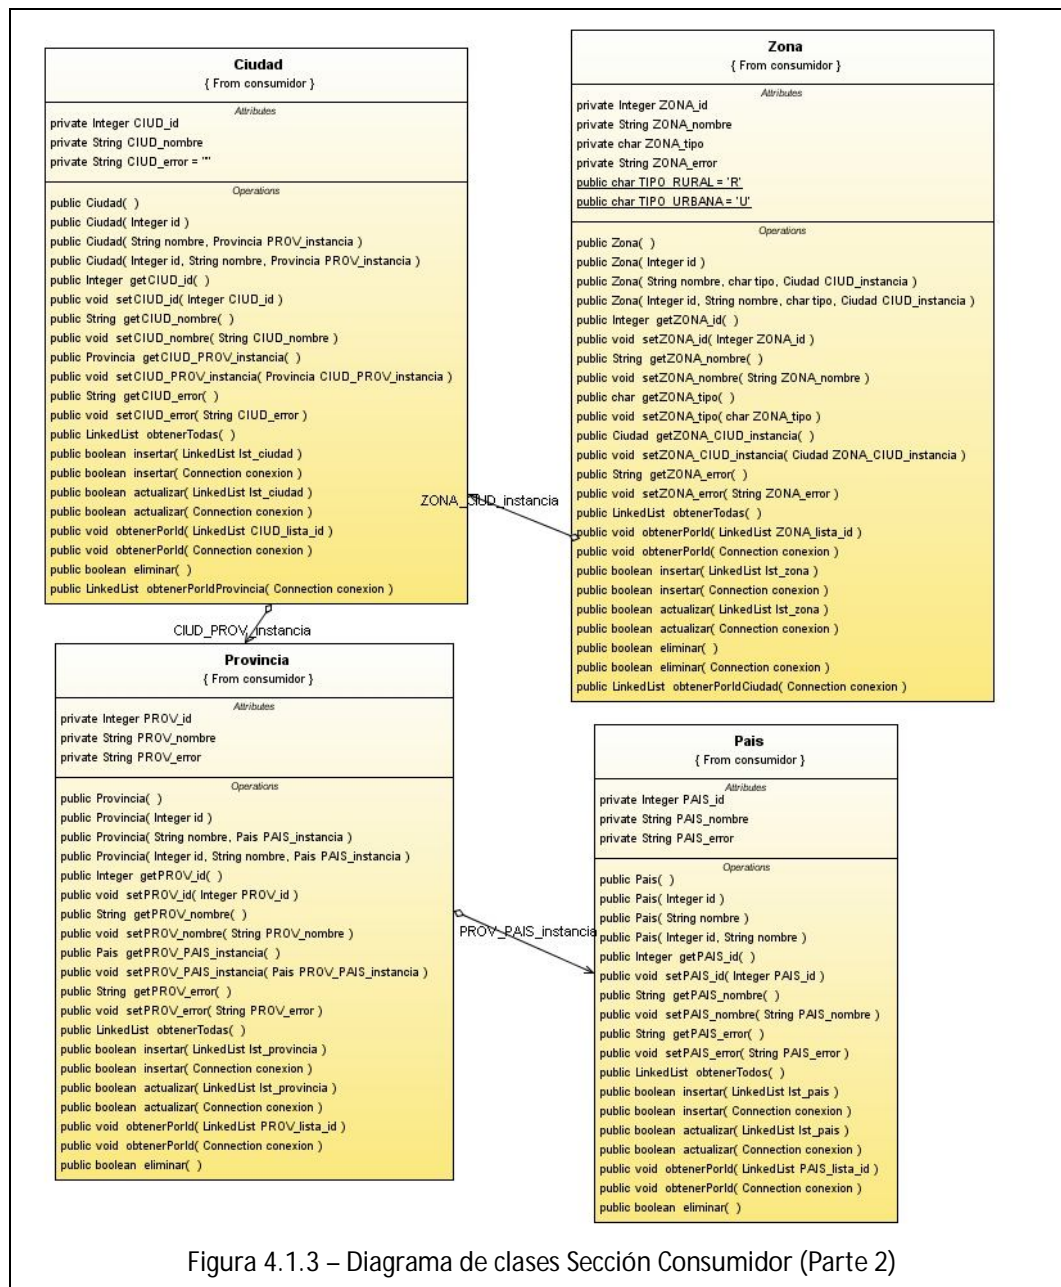 Ciudad
{ From consumidor }
Attributes
private Integer CIUD_id
private String CIUD_nombre
private String CIUD_error = ""
Operations
public Ciudad( )
public Ciudad( Integer id )
public Ciudad( String nombre, Provincia PROV_instancia )
public Ciudad( Integer id, String nombre, Provincia PROV_instancia )
public Integer getCIUD_id( )
public void setCIUD_id( Integer CIUD_id )
public String getCIUD_nombre( )
public void setCIUD_nombre( String CIUD_nombre )
public Provincia getCIUD_PROV_instancia( )
public void setCIUD_PROV_instancia( Provincia CIUD_PROV_instancia )
public String getCIUD_error( )
public void setCIUD_error( String CIUD_error )
public LinkedList obtenerTodas( )
public boolean insertar( LinkedList lst_ciudad )
public boolean insertar( Connection conexion )
public boolean actualizar( LinkedList lst_ciudad )
public boolean actualizar( Connection conexion )
public void obtenerPorId( LinkedList CIUD_lista_id )
public void obtenerPorId( Connection conexion )
public boolean eliminar( )
public LinkedList obtenerPorIdProvincia( Connection conexion )
Zona
{ From consumidor }
Attributes
private Integer ZONA_id
private String ZONA_nombre
private char ZONA_tipo
private String ZONA_error
public char TIPO_RURAL = 'R'
public char TIPO_URBANA = 'U'
Operations
public Zona( )
public Zona( Integer id )
public Zona( String nombre, char tipo, Ciudad CIUD_instancia )
public Zona( Integer id, String nombre, char tipo, Ciudad CIUD_instancia )
public Integer getZONA_id( )
public void setZONA_id( Integer ZONA_id )
public String getZONA_nombre( )
public void setZONA_nombre( String ZONA_nombre )
public char getZONA_tipo( )
public void setZONA_tipo( char ZONA_tipo )
public Ciudad getZONA_CIUD_instancia( )
public void setZONA_CIUD_instancia( Ciudad ZONA_CIUD_instancia )
public String getZONA_error( )
public void setZONA_error( String ZONA_error )
public LinkedList obtenerTodas( )
public void obtenerPorId( LinkedList ZONA_lista_id )
public void obtenerPorId( Connection conexion )
public boolean insertar( LinkedList lst_zona )
public boolean insertar( Connection conexion )
public boolean actualizar( LinkedList lst_zona )
public boolean actualizar( Connection conexion )
public boolean eliminar( )
public boolean eliminar( Connection conexion )
public LinkedList obtenerPorIdCiudad( Connection conexion )
ZONA_CIUD_instancia
CIUD_PROV_instancia
Provincia
{ From consumidor }
Attributes
private Integer PROV_id
private String PROV_nombre
private String PROV_error
Operations
public Provincia( )
public Provincia( Integer id )
public Provincia( String nombre, Pais PAIS_instancia )
public Provincia( Integer id, String nombre, Pais PAIS_instancia )
public Integer getPROV_id( )
public void setPROV_id( Integer PROV_id )
public String getPROV_nombre( )
public void setPROV_nombre( String PROV_nombre )
public Pais getPROV_PAIS_instancia( )
public void setPROV_PAIS_instancia( Pais PROV_PAIS_instancia )
public String getPROV_error( )
public void setPROV_error( String PROV_error )
public LinkedList obtenerTodas( )
public boolean insertar( LinkedList lst_provincia )
public boolean insertar( Connection conexion )
public boolean actualizar( LinkedList lst_provincia )
public boolean actualizar( Connection conexion )
public void obtenerPorId( LinkedList PROV_lista_id )
public void obtenerPorId( Connection conexion )
public boolean eliminar( )
PROV_PAIS_instancia
Pais
{ From consumidor }
Attributes
private Integer PAIS_id
private String PAIS_nombre
private String PAIS_error
Operations
public Pais( )
public Pais( Integer id )
public Pais( String nombre )
public Pais( Integer id, String nombre )
public Integer getPAIS_id( )
public void setPAIS_id( Integer PAIS_id )
public String getPAIS_nombre( )
public void setPAIS_nombre( String PAIS_nombre )
public String getPAIS_error( )
public void setPAIS_error( String PAIS_error )
public LinkedList obtenerTodos( )
public boolean insertar( LinkedList lst_pais )
public boolean insertar( Connection conexion )
public boolean actualizar( LinkedList lst_pais )
public boolean actualizar( Connection conexion )
public void obtenerPorId( LinkedList PAIS_lista_id )
public void obtenerPorId( Connection conexion )
public boolean eliminar( )
Figura 4.1.3 – Diagrama de clases Sección Consumidor (Parte 2)